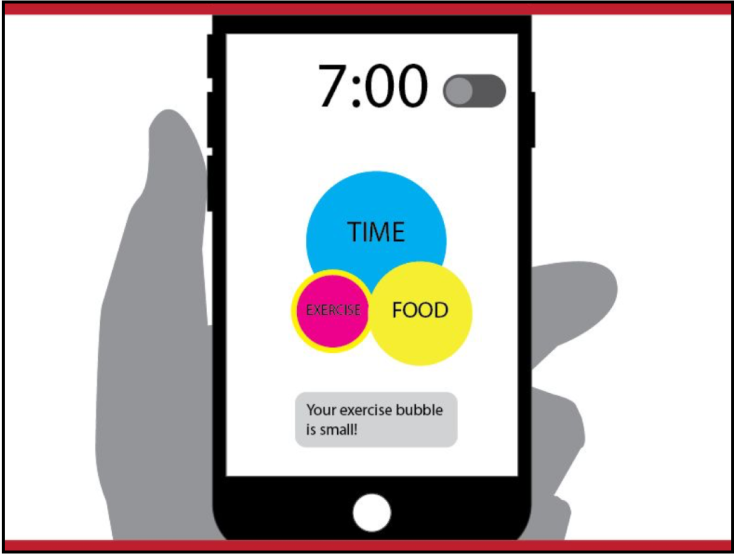 7:00
TIME
EXERCISE
FOOD
Your exercise bubble
is small!